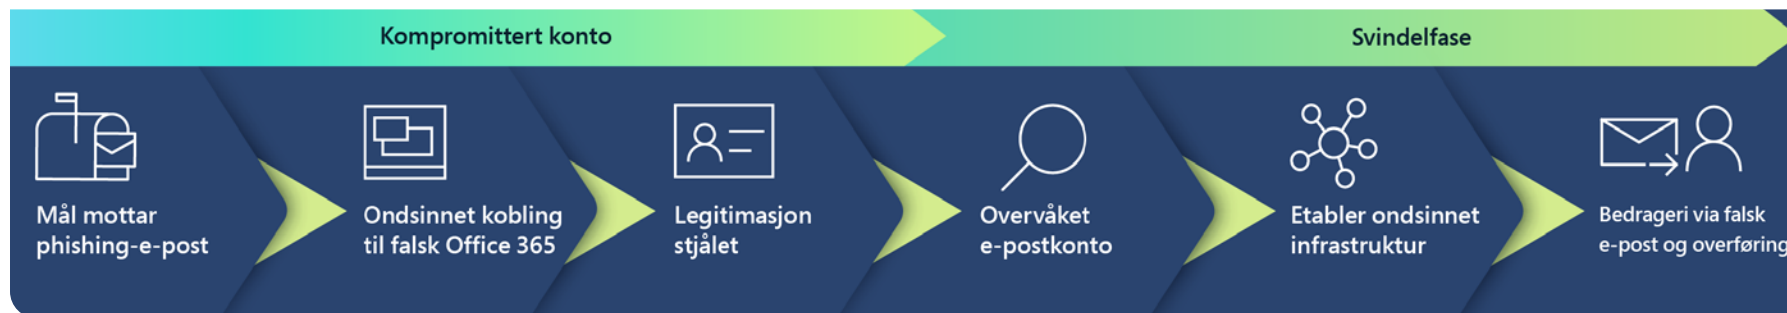 Kompromittert konto
Svindelfase
Mål mottar
phishing-e-post
Ondsinnet kobling
til falsk Office 365
Legitimasjon
stjålet
Overvåket
e-postkonto
Etabler ondsinnet
infrastruktur
Bedrageri via falsk
e-post og overføring